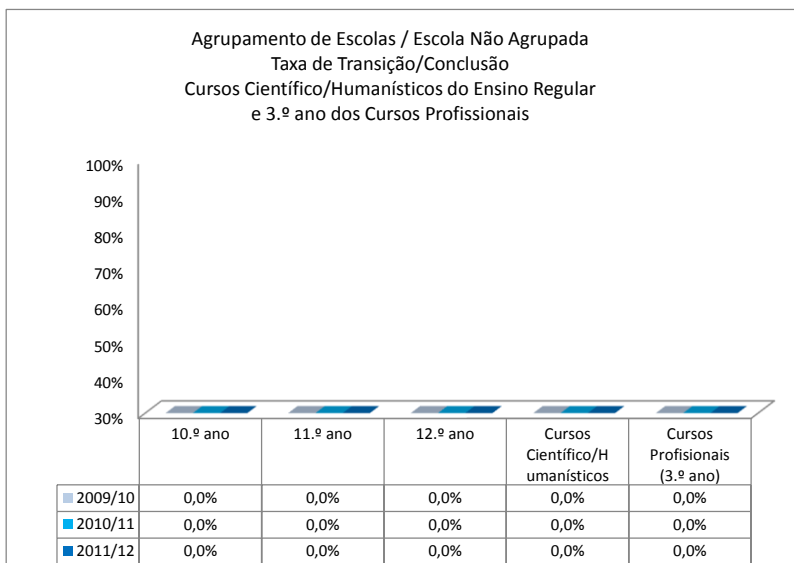 Agrupamento de Escolas / Escola Não Agrupada
Taxa de Transição/Conclusão
Cursos Científico/Humanísticos do Ensino Regular
e 3.º ano dos Cursos Profissionais
100%
90%
80%
70%
60%
50%
40%
30%
10.º ano 11.º ano 12.º ano Cursos Cursos
Científico/H Profisionais
umanísticos (3.º ano)
2009/10 0,0% 0,0% 0,0% 0,0% 0,0%
2010/11 0,0% 0,0% 0,0% 0,0% 0,0%
2011/12 0,0% 0,0% 0,0% 0,0% 0,0%